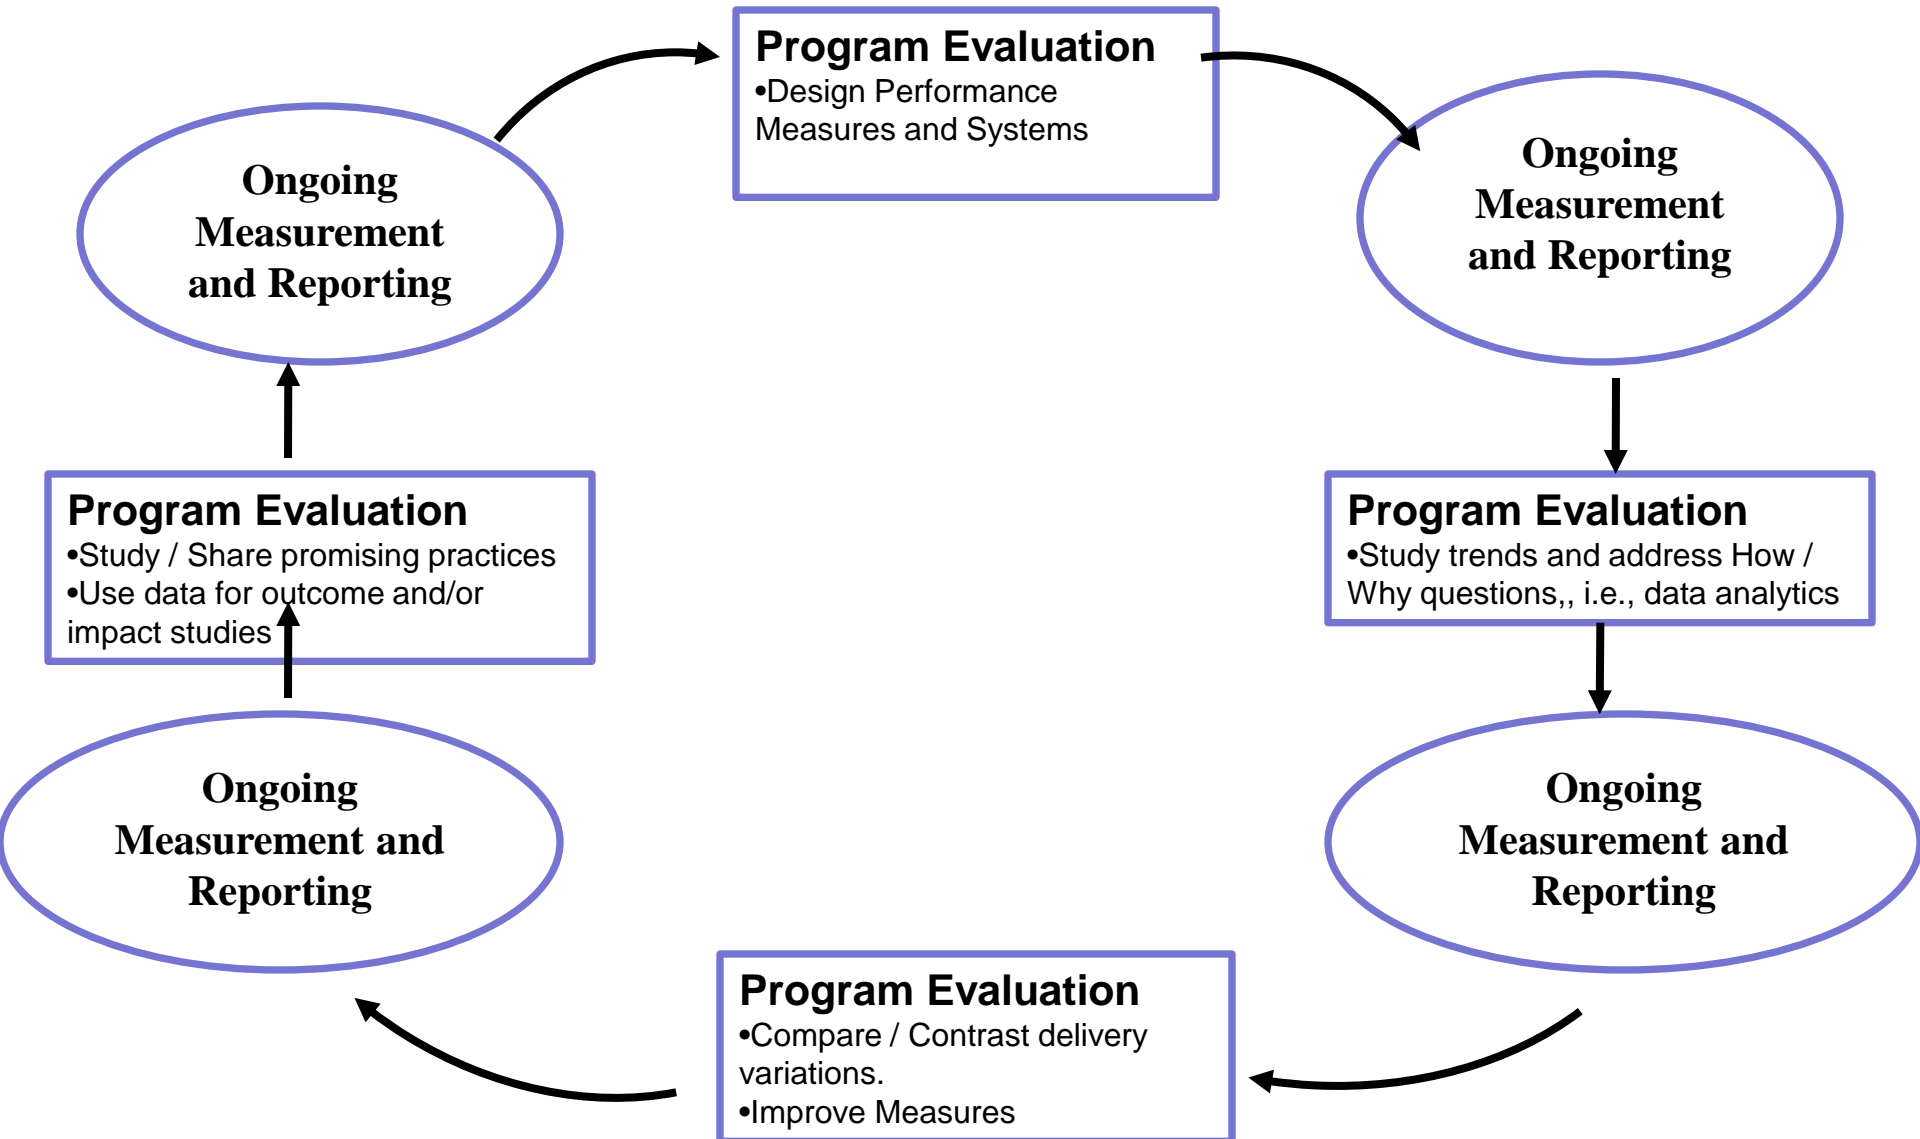 Program Evaluation
•Design Performance
Measures and Systems
Ongoing
Measurement
and Reporting
Program Evaluation
•Study trends and address How /
Why questions,, i.e., data analytics
Ongoing
Measurement and
Reporting
Program Evaluation
•Compare / Contrast delivery
variations.
•Improve Measures
Ongoing
Measurement and
Reporting
Program Evaluation
•Study / Share promising practices
•Use data for outcome and/or
impact studies
Ongoing
Measurement
and Reporting